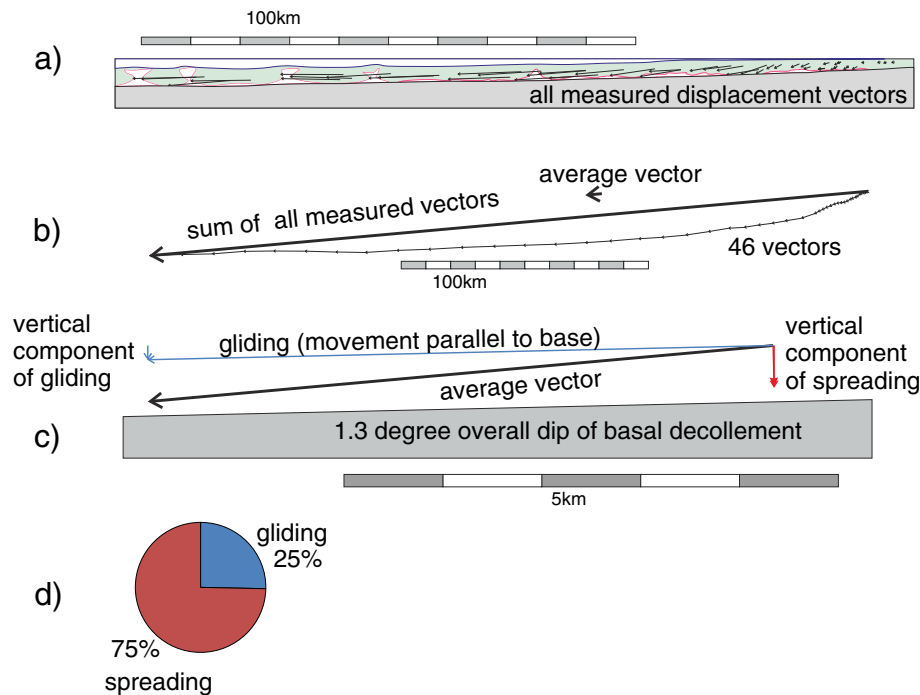 100km
a)
all measured displacement vectors
average vector
sum of all measured vectors
b)
46 vectors
100km
vertical
component
of gliding
gliding (movement parallel to base)
vertical
component
of spreading
average vector
c)
1.3 degree overall dip of basal decollement
5km
gliding
25%
d)
75%
spreading